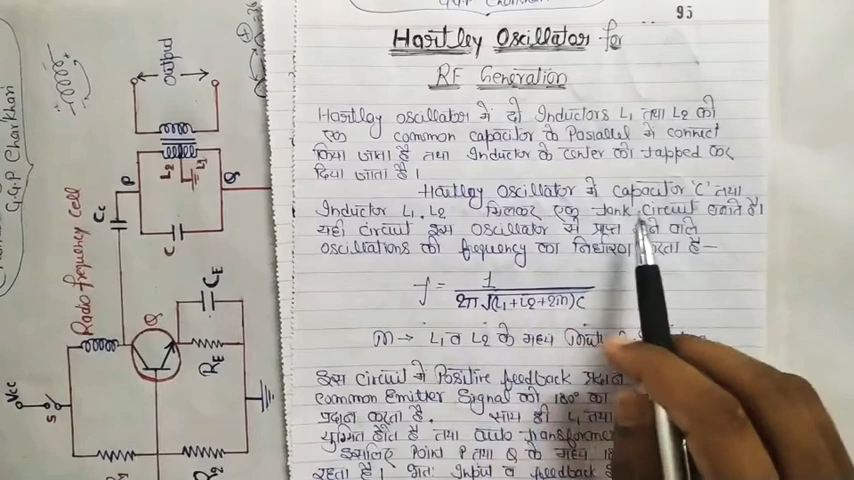 95
Hartley Oscillator for
RF Generation
Hartley oscillator में दो Inductors L1 तथा L2 को
एक common capacitor के Parallel में connect
किया जाता है तथा Inductor के center को tapped कर
दिया जाता है।
Hartley Oscillator में capacitor 'C' तथा
Inductor L1, L2 मिलकर एक tank circuit बनाते है।
यही circuit इस oscillator से प्राप्त होने वाले
oscillations की frequency का निर्धारण करता है—
f = 1 / 2π√(L1+L2+2m)C
m → L1 व L2 के मध्य
इस circuit में Positive feedback
Common Emitter Signal को 180° का
प्रदान करता है. साथ ही L1 तथा
युग्मित होते है तथा auto transformer
इसलिए Point P तथा Q के मध्य
रहता है। अतः Input व feedback
G.G.P Charkhari
Radio frequency cell
Output
L2
L1
P
Q
C
Cc
Q
CE
RE
Vcc
S
R2